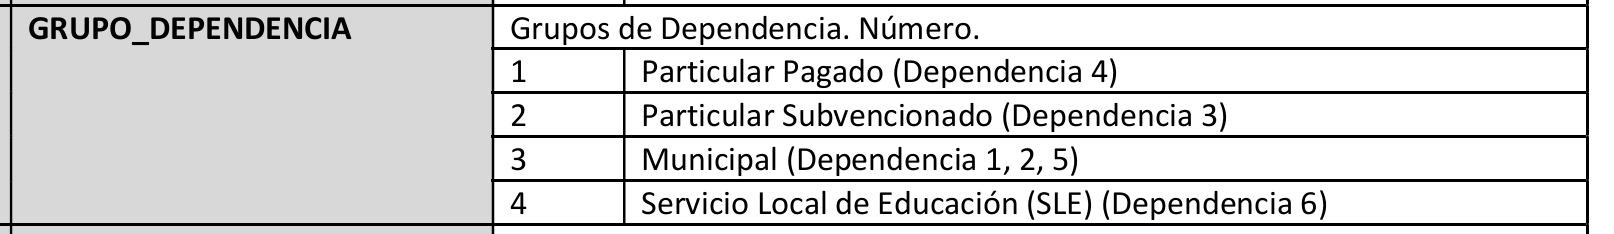 GRUPO_DEPENDENCIA
Grupos de Dependencia. Número.
1 Particular Pagado (Dependencia 4)
2 Particular Subvencionado (Dependencia 3)
3 Municipal (Dependencia 1, 2, 5)
4 Servicio Local de Educación (SLE) (Dependencia 6)